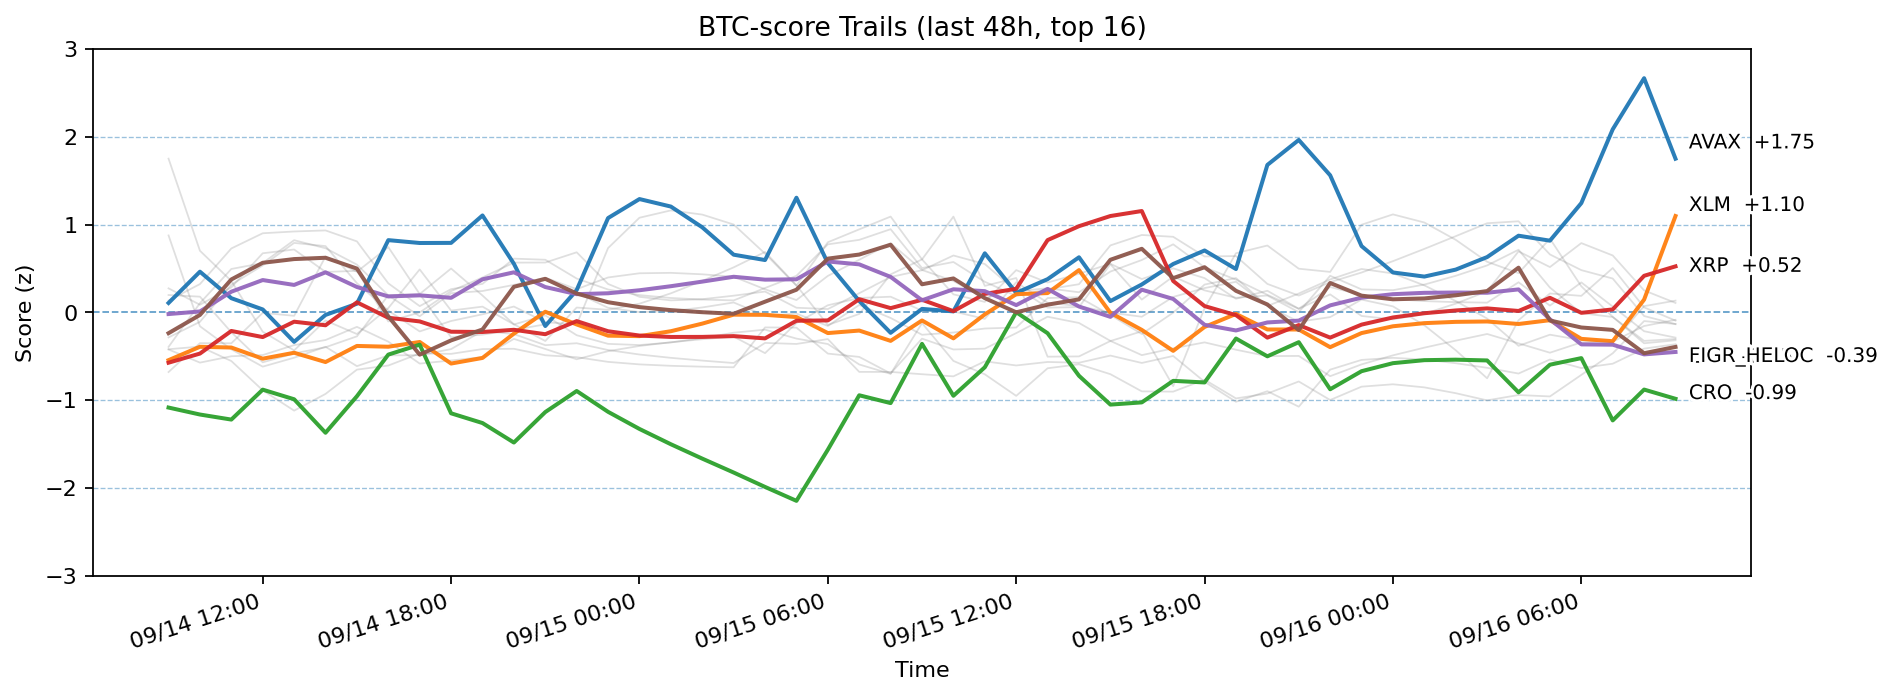 BTC-score Trails (last 48h, top 16)
Score (z)
3
2
1
0
−1
−2
−3
AVAX +1.75
XLM +1.10
XRP +0.52
FIGR_HELOC -0.39
CRO -0.99
09/14 12:00
09/14 18:00
09/15 00:00
09/15 06:00
09/15 12:00
09/15 18:00
09/16 00:00
09/16 06:00
Time